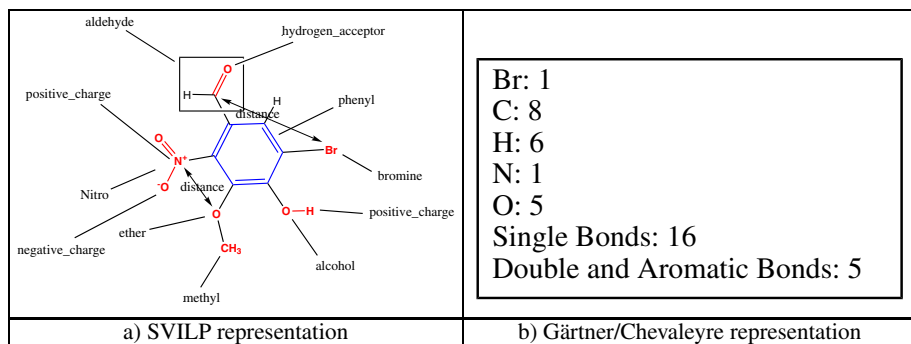 aldehyde
hydrogen_acceptor
O
H
H
positive_charge
phenyl
distance
O
N+
Br
-O
distance
bromine
Nitro
O
O-H
positive_charge
ether
negative_charge
CH3
alcohol
methyl
a) SVILP representation
Br: 1
C: 8
H: 6
N: 1
O: 5
Single Bonds: 16
Double and Aromatic Bonds: 5
b) Gärtner/Chevaleyre representation